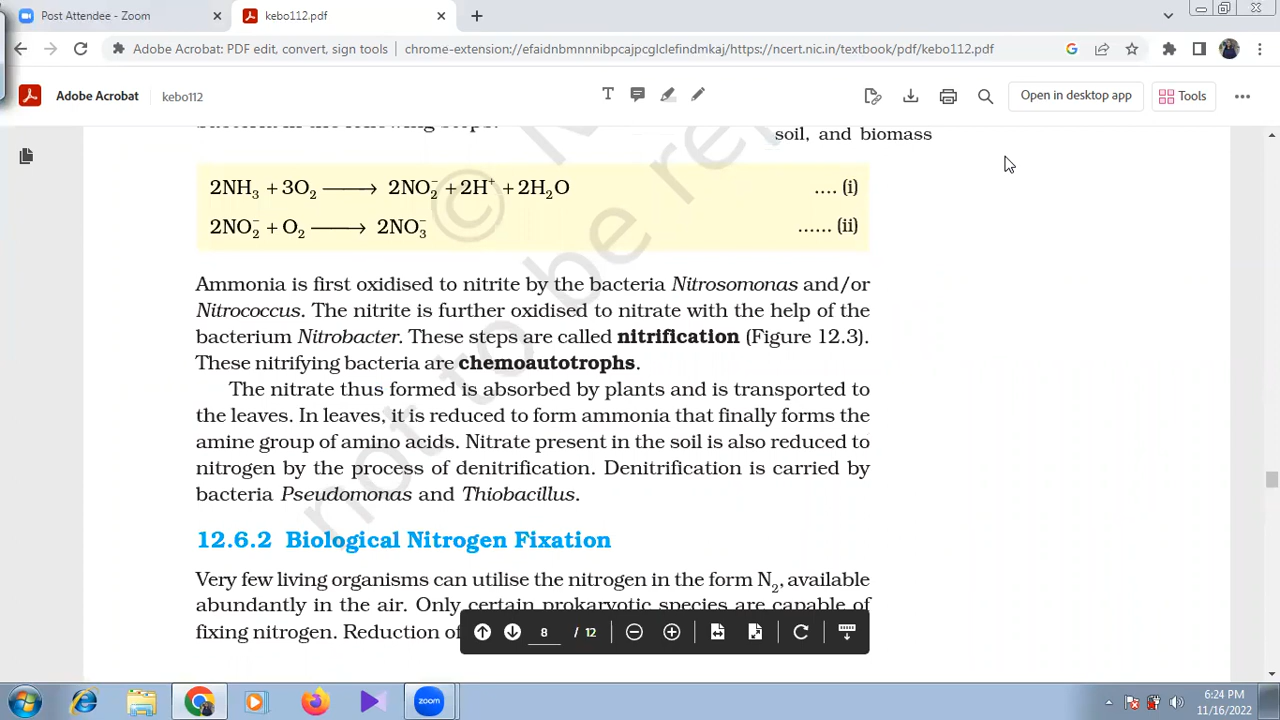 Post Attendee - Zoom
kebo112.pdf
Adobe Acrobat: PDF edit, convert, sign tools | chrome-extension://efaidnbmnnnibpcajpcglclefindmkaj/https://ncert.nic.in/textbook/pdf/kebo112.pdf
Adobe Acrobat kebo112
Open in desktop app
Tools
soil, and biomass
2NH3 + 3O2 ⟶ 2NO2− + 2H+ + 2H2O .... (i)
2NO2− + O2 ⟶ 2NO3− ...... (ii)
Ammonia is first oxidised to nitrite by the bacteria Nitrosomonas and/or
Nitrococcus. The nitrite is further oxidised to nitrate with the help of the
bacterium Nitrobacter. These steps are called nitrification (Figure 12.3).
These nitrifying bacteria are chemoautotrophs.
The nitrate thus formed is absorbed by plants and is transported to
the leaves. In leaves, it is reduced to form ammonia that finally forms the
amine group of amino acids. Nitrate present in the soil is also reduced to
nitrogen by the process of denitrification. Denitrification is carried by
bacteria Pseudomonas and Thiobacillus.
12.6.2 Biological Nitrogen Fixation
Very few living organisms can utilise the nitrogen in the form N2, available
abundantly in the air. Only certain prokaryotic species are capable of
fixing nitrogen. Reduction of
8 / 12
© N
not to be re
zoom
6:24 PM
11/16/2022